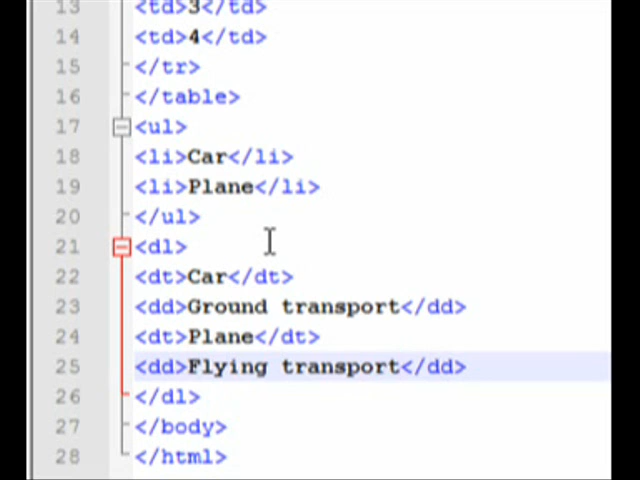 13 <td>3</td>
14 <td>4</td>
15 </tr>
16 </table>
17 <ul>
18 <li>Car</li>
19 <li>Plane</li>
20 </ul>
21 <dl>
22 <dt>Car</dt>
23 <dd>Ground transport</dd>
24 <dt>Plane</dt>
25 <dd>Flying transport</dd>
26 </dl>
27 </body>
28 </html>